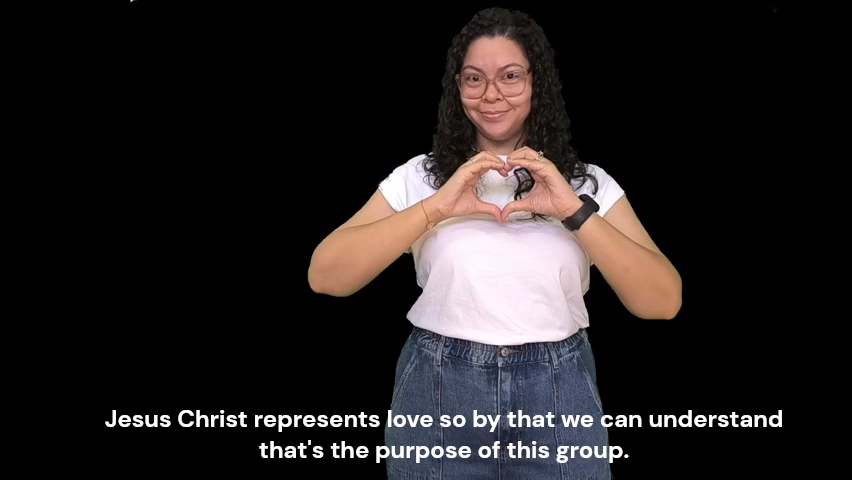 Jesus Christ represents love so by that we can understand
that's the purpose of this group.